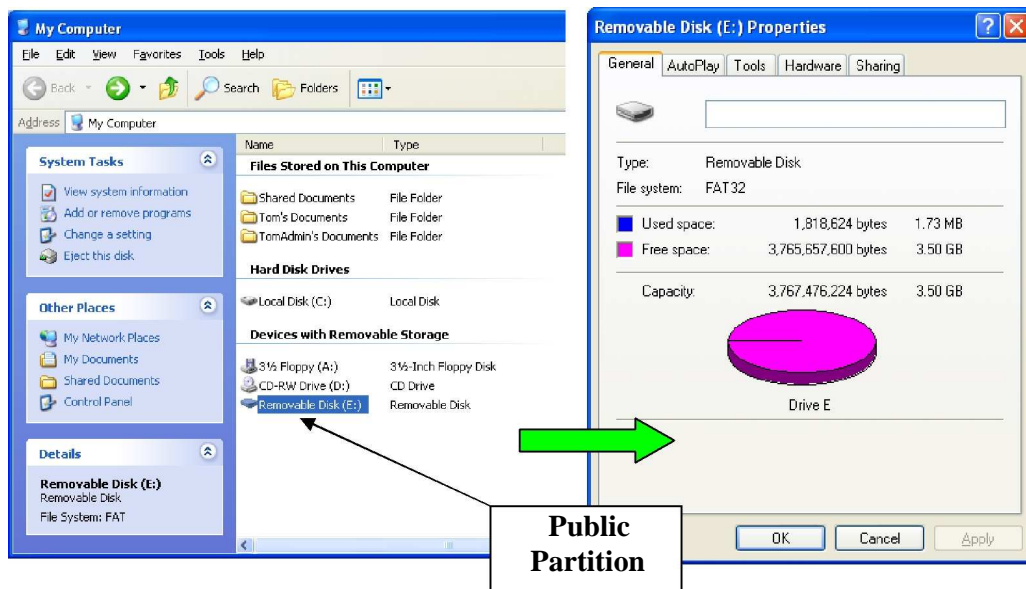 My Computer
File Edit View Favorites Tools Help
Back Search Folders
Address My Computer
System Tasks
View system information
Add or remove programs
Change a setting
Eject this disk
Other Places
My Network Places
My Documents
Shared Documents
Control Panel
Details
Removable Disk (E:)
Removable Disk
File System: FAT
Name Type
Files Stored on This Computer
Shared Documents File Folder
Tom's Documents File Folder
TomAdmin's Documents File Folder
Hard Disk Drives
Local Disk (C:) Local Disk
Devices with Removable Storage
3½ Floppy (A:) 3½-Inch Floppy Disk
CD-RW Drive (D:) CD Drive
Removable Disk (E:) Removable Disk
Public
Partition
Removable Disk (E:) Properties
General AutoPlay Tools Hardware Sharing
Type: Removable Disk
File system: FAT32
Used space: 1,818,624 bytes 1.73 MB
Free space: 3,765,657,600 bytes 3.50 GB
Capacity: 3,767,476,224 bytes 3.50 GB
Drive E
OK Cancel Apply